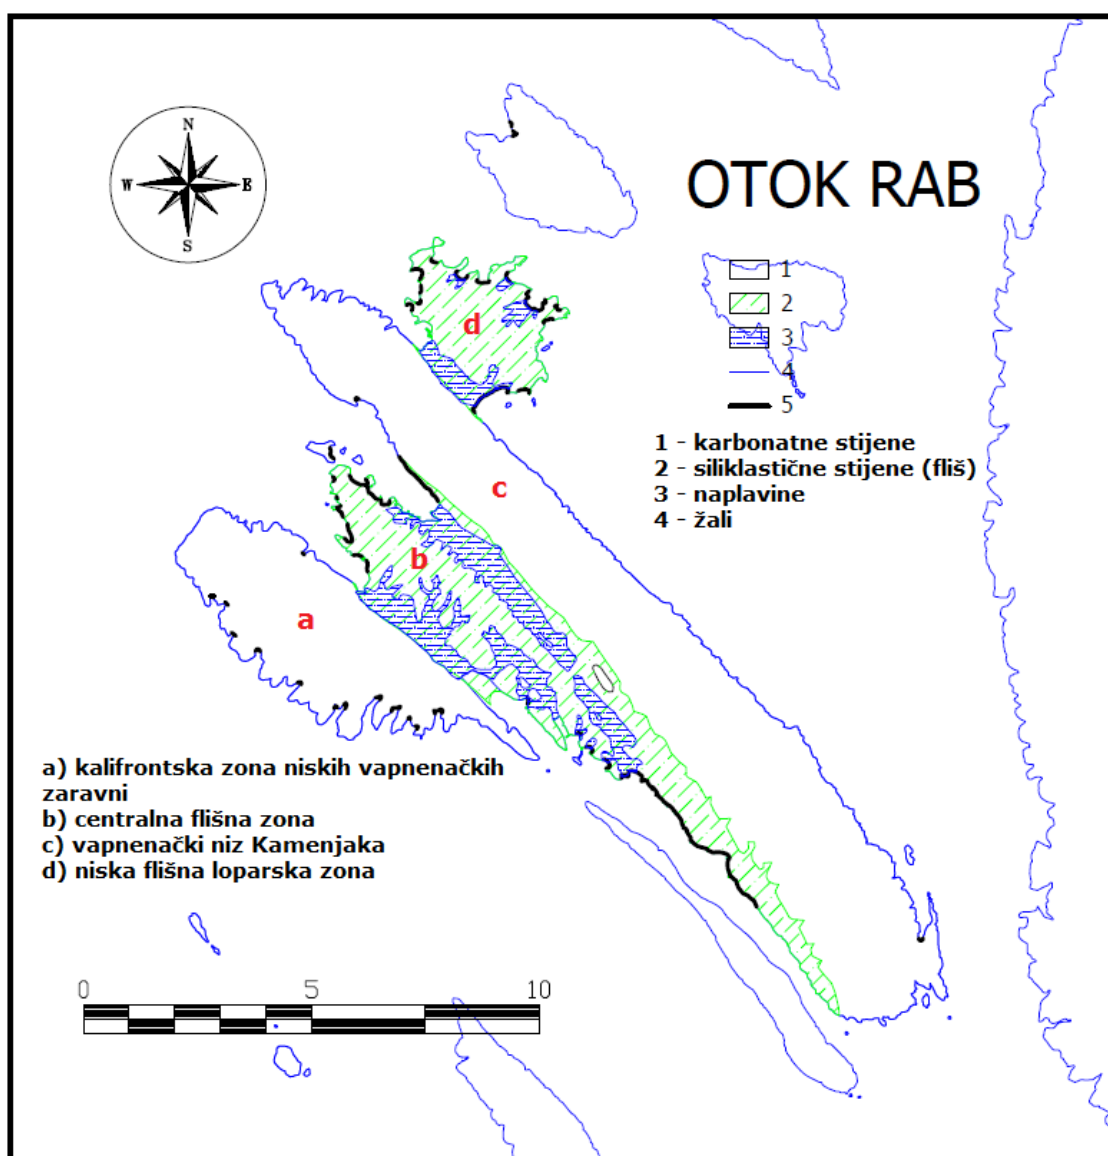 N
W E
S
OTOK RAB
1
2
3
4
5
1 - karbonatne stijene
2 - siliklastične stijene (fliš)
3 - naplavine
4 - žali
d
c
b
a
a) kalifrontska zona niskih vapnenačkih
zaravni
b) centralna flišna zona
c) vapnenački niz Kamenjaka
d) niska flišna loparska zona
0 5 10